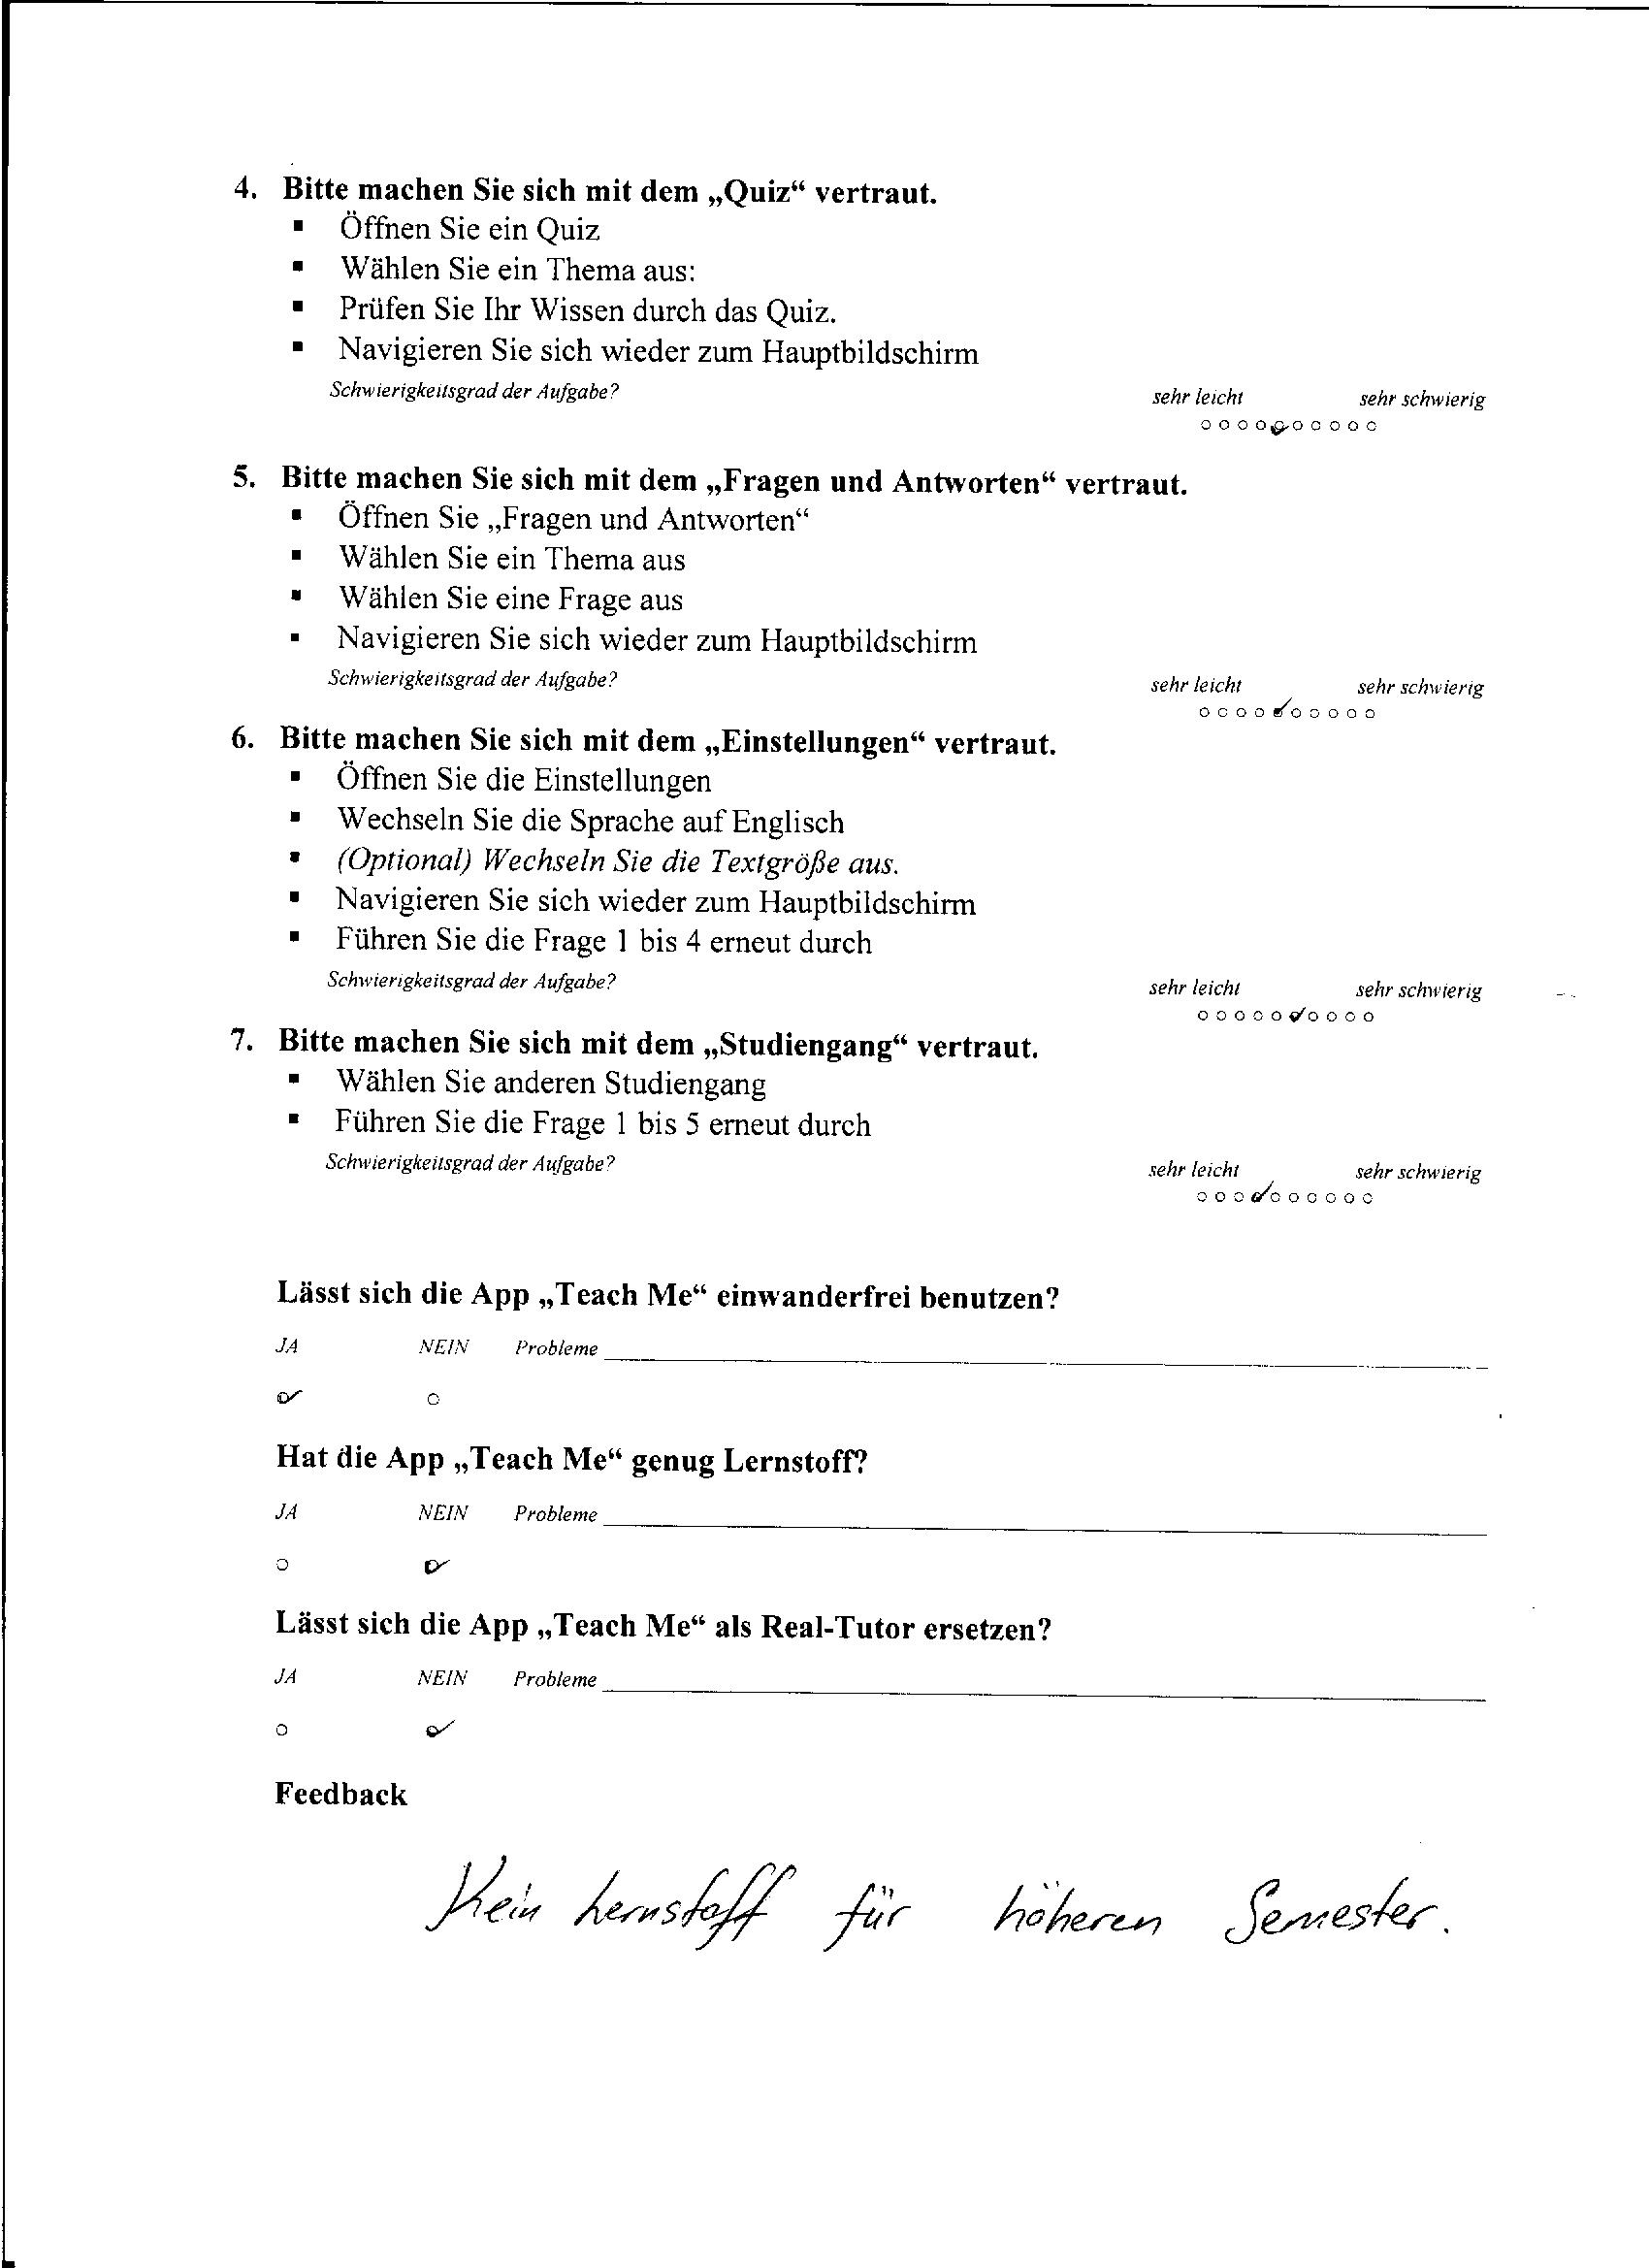 4. Bitte machen Sie sich mit dem „Quiz“ vertraut.
▪ Öffnen Sie ein Quiz
▪ Wählen Sie ein Thema aus:
▪ Prüfen Sie Ihr Wissen durch das Quiz.
▪ Navigieren Sie sich wieder zum Hauptbildschirm
Schwierigkeitsgrad der Aufgabe? sehr leicht sehr schwierig
5. Bitte machen Sie sich mit dem „Fragen und Antworten“ vertraut.
▪ Öffnen Sie „Fragen und Antworten“
▪ Wählen Sie ein Thema aus
▪ Wählen Sie eine Frage aus
▪ Navigieren Sie sich wieder zum Hauptbildschirm
Schwierigkeitsgrad der Aufgabe? sehr leicht sehr schwierig
6. Bitte machen Sie sich mit dem „Einstellungen“ vertraut.
▪ Öffnen Sie die Einstellungen
▪ Wechseln Sie die Sprache auf Englisch
▪ (Optional) Wechseln Sie die Textgröße aus.
▪ Navigieren Sie sich wieder zum Hauptbildschirm
▪ Führen Sie die Frage 1 bis 4 erneut durch
Schwierigkeitsgrad der Aufgabe? sehr leicht sehr schwierig
7. Bitte machen Sie sich mit dem „Studiengang“ vertraut.
▪ Wählen Sie anderen Studiengang
▪ Führen Sie die Frage 1 bis 5 erneut durch
Schwierigkeitsgrad der Aufgabe? sehr leicht sehr schwierig
Lässt sich die App „Teach Me“ einwanderfrei benutzen?
JA NEIN Probleme
Hat die App „Teach Me“ genug Lernstoff?
JA NEIN Probleme
Lässt sich die App „Teach Me“ als Real-Tutor ersetzen?
JA NEIN Probleme
Feedback
Kein Lernstoff für höheren Semester.